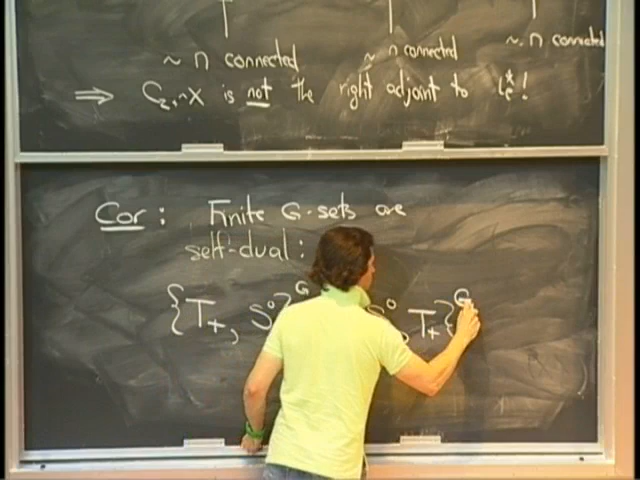 ~ n connected ~ n connected ~ n connected
⟹ C₂∧X is not the right adjoint to !
Cor: Finite G-sets are
self-dual:
{T₊, S⁰}ᴳ S⁰, T₊}ᴳ